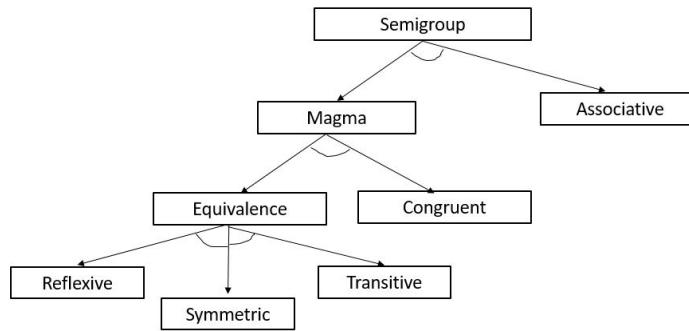 Semigroup
Magma
Associative
Equivalence
Congruent
Reflexive
Symmetric
Transitive